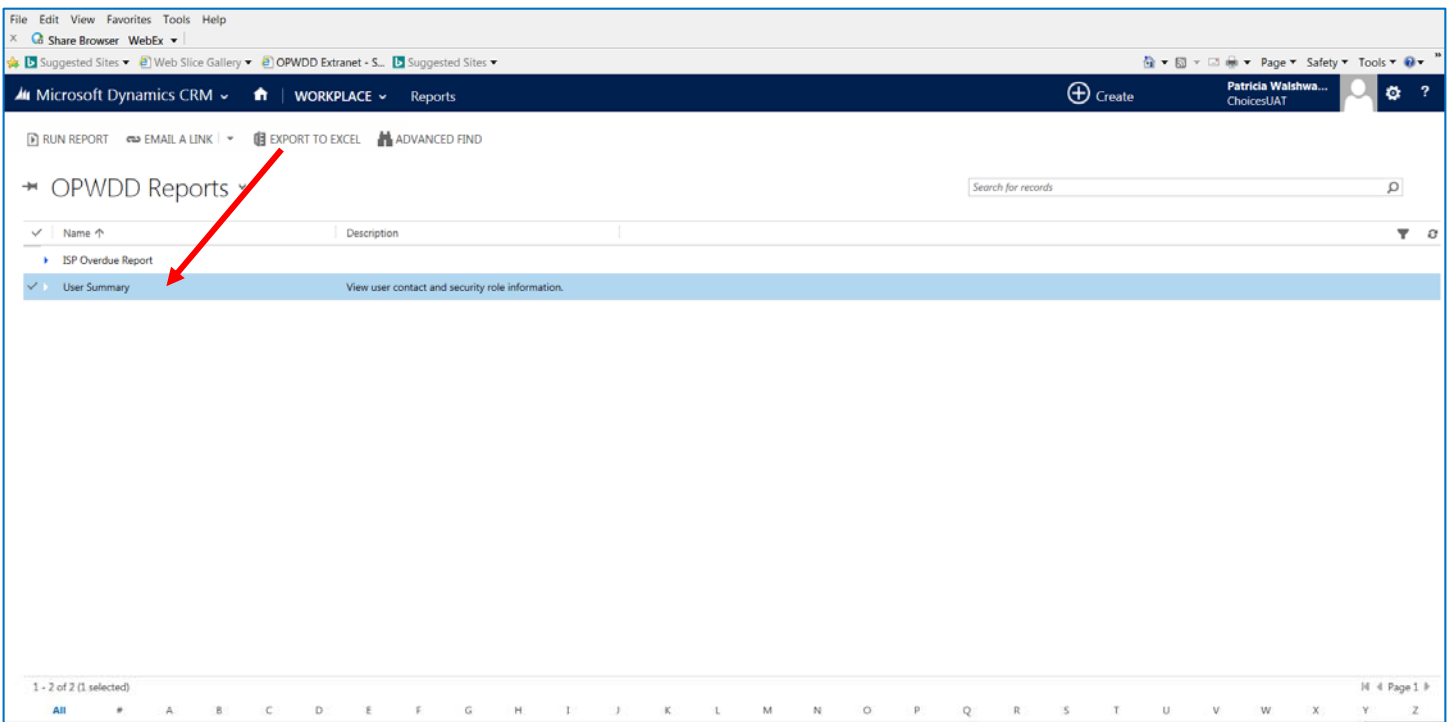 File Edit View Favorites Tools Help
x Share Browser WebEx
Suggested Sites Web Slice Gallery OPWDD Extranet - S... Suggested Sites Page Safety Tools "
Microsoft Dynamics CRM WORKPLACE Reports Create Patricia Walshwa...
ChoicesUAT ?
RUN REPORT EMAIL A LINK EXPORT TO EXCEL ADVANCED FIND
OPWDD Reports Search for records
Name ↑ Description
ISP Overdue Report
User Summary View user contact and security role information.
1 - 2 of 2 (1 selected) Page 1
All # A B C D E F G H I J K L M N O P Q R S T U V W X Y Z